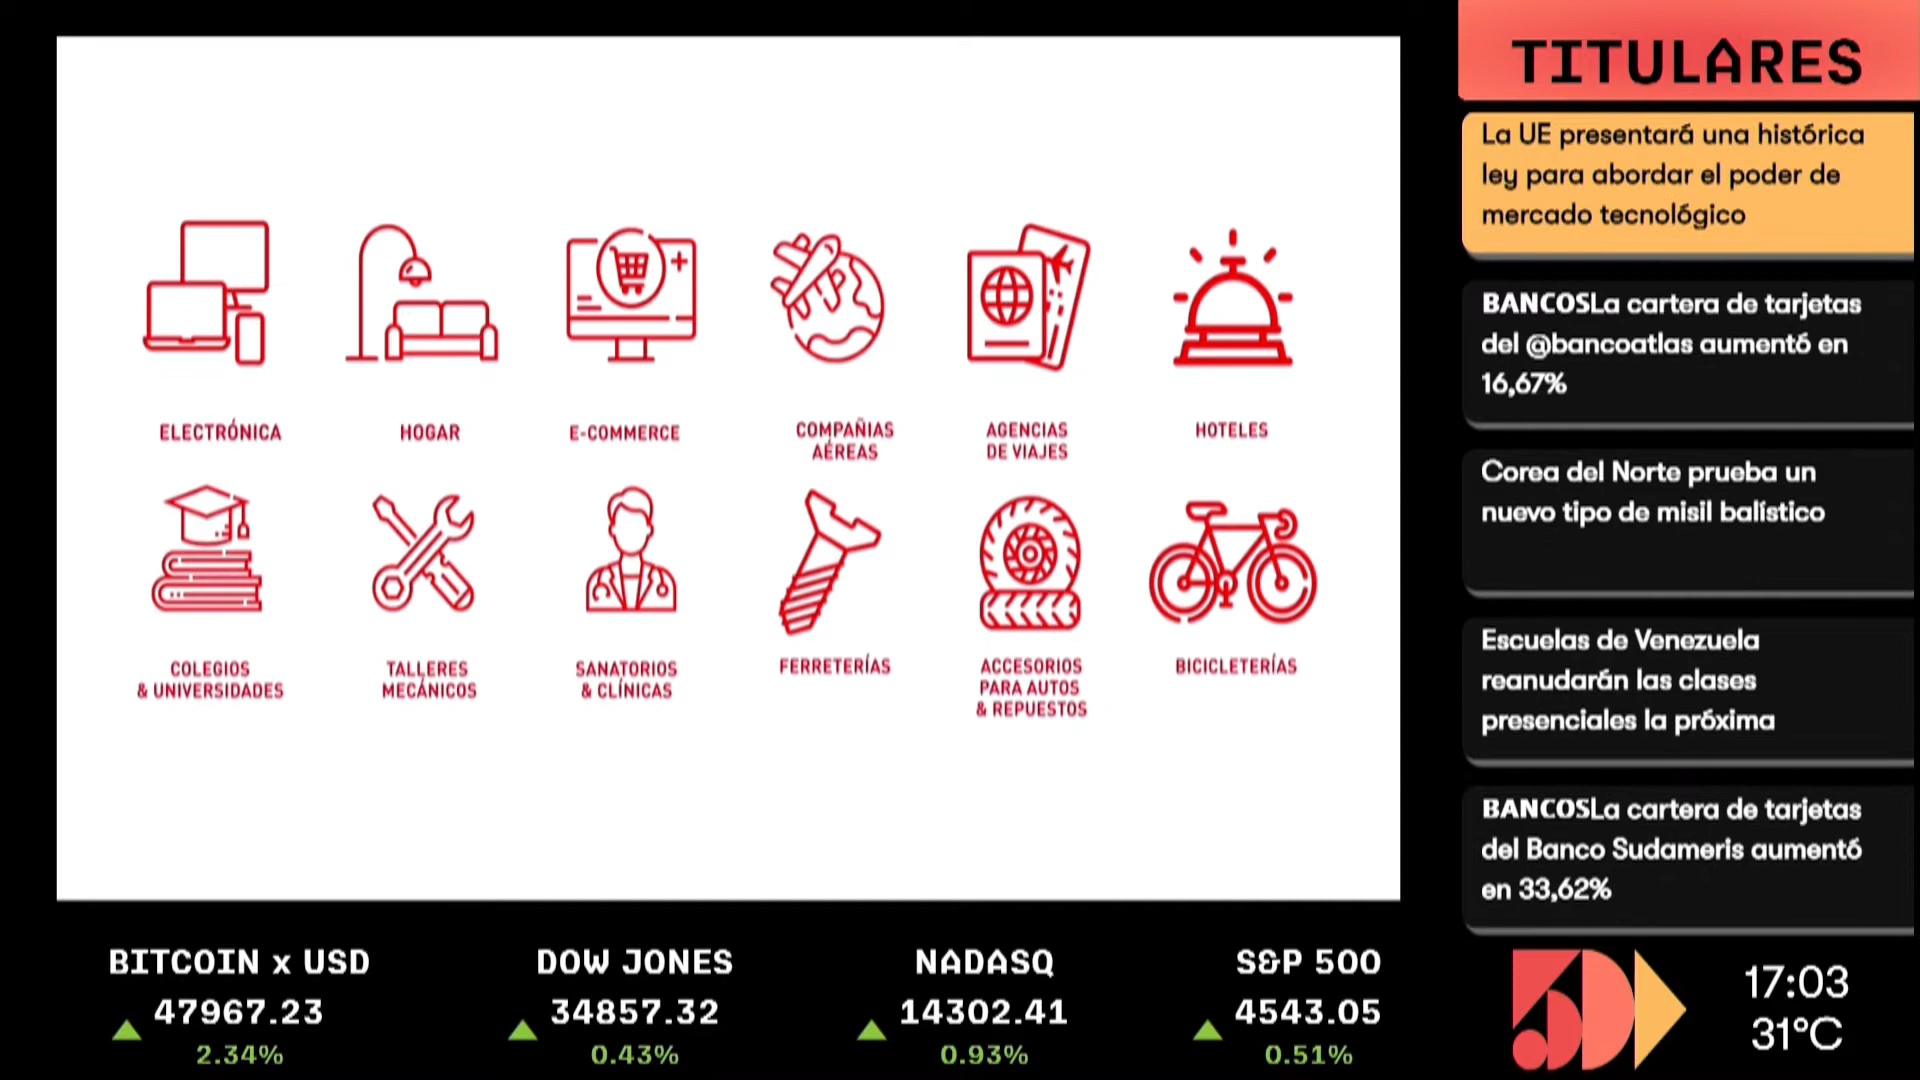 ELECTRÓNICA
HOGAR
E-COMMERCE
COMPAÑIAS
AÉREAS
AGENCIAS
DE VIAJES
HOTELES
COLEGIOS
& UNIVERSIDADES
TALLERES
MECÁNICOS
SANATORIOS
& CLÍNICAS
FERRETERÍAS
ACCESORIOS
PARA AUTOS
& REPUESTOS
BICICLETERÍAS
TITULARES
La UE presentará una histórica
ley para abordar el poder de
mercado tecnológico
BANCOSLa cartera de tarjetas
del @bancoatlas aumentó en
16,67%
Corea del Norte prueba un
nuevo tipo de misil balístico
Escuelas de Venezuela
reanudarán las clases
presenciales la próxima
BANCOSLa cartera de tarjetas
del Banco Sudameris aumentó
en 33,62%
BITCOIN x USD
47967.23
2.34%
DOW JONES
34857.32
0.43%
NADASQ
14302.41
0.93%
S&P 500
4543.05
0.51%
5D
17:03
31°C